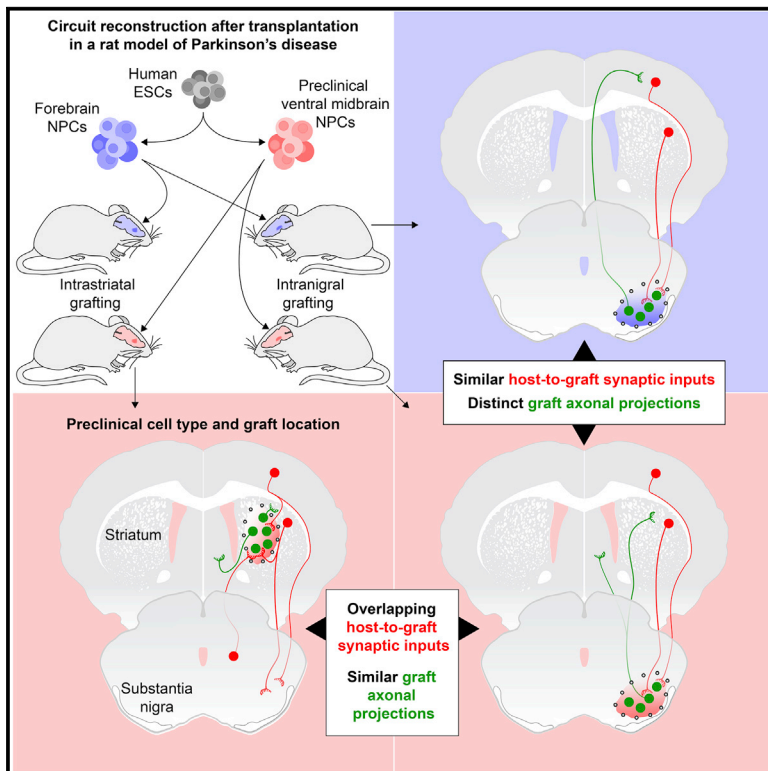 Circuit reconstruction after transplantation
in a rat model of Parkinson's disease
Human
ESCs
Forebrain
NPCs
Preclinical
ventral midbrain
NPCs
Intrastriatal
grafting
Intranigral
grafting
Similar host-to-graft synaptic inputs
Distinct graft axonal projections
Preclinical cell type and graft location
Striatum
Substantia
nigra
Overlapping
host-to-graft
synaptic inputs
Similar graft
axonal
projections